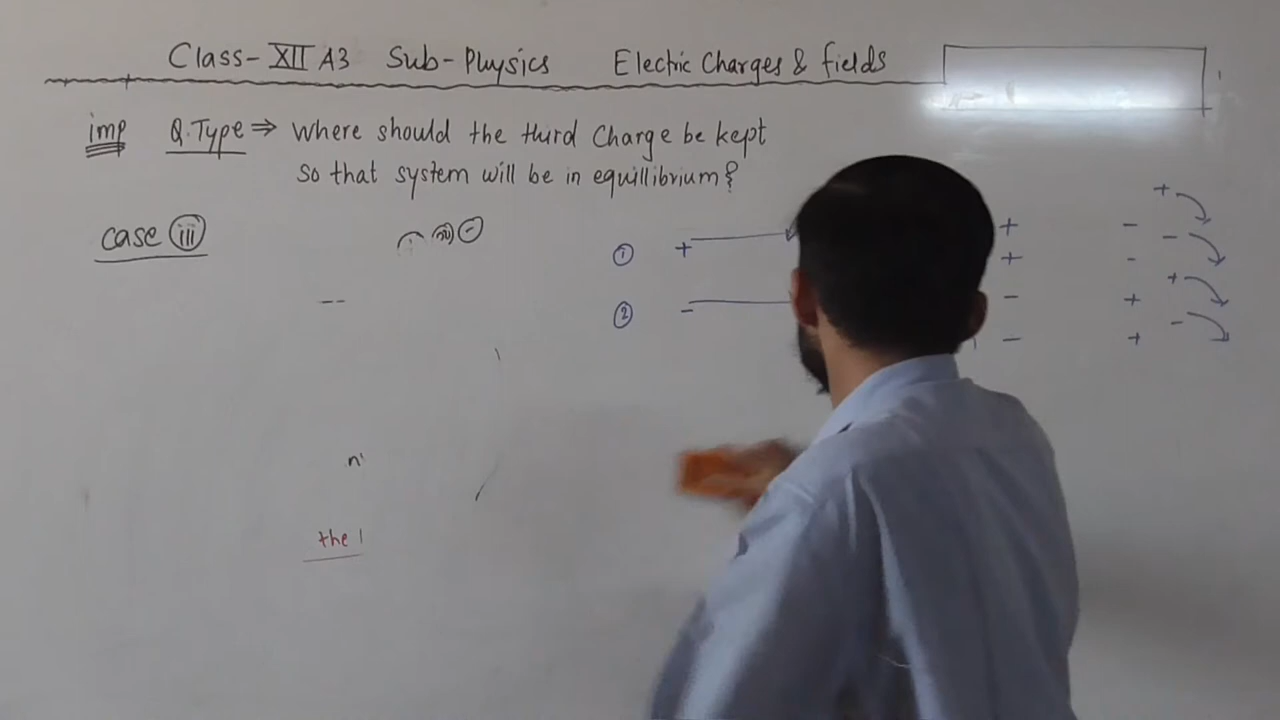 Class-XII A3 Sub-Physics Electric Charges & fields
imp Q.Type ⇒ Where should the third Charge be kept
so that system will be in equillibrium?
case (iii)
① + + -
+ -
② - - +
- +
+
-
+
-
the